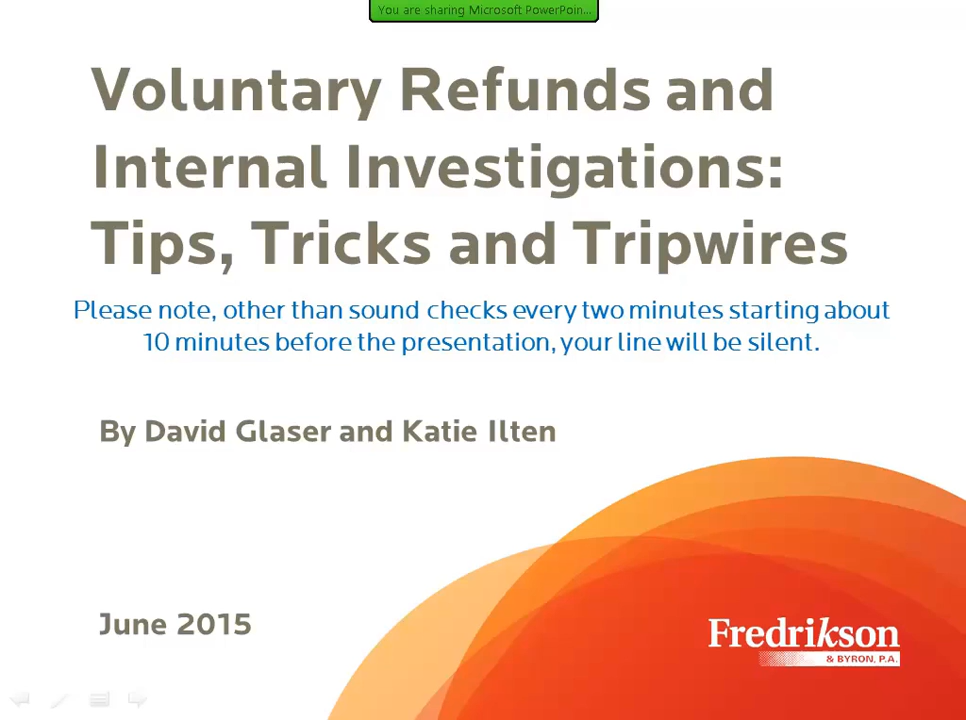 You are sharing Microsoft PowerPoin...
Voluntary Refunds and
Internal Investigations:
Tips, Tricks and Tripwires
Please note, other than sound checks every two minutes starting about
10 minutes before the presentation, your line will be silent.
By David Glaser and Katie Ilten
June 2015
Fredrikson
& BYRON, P.A.